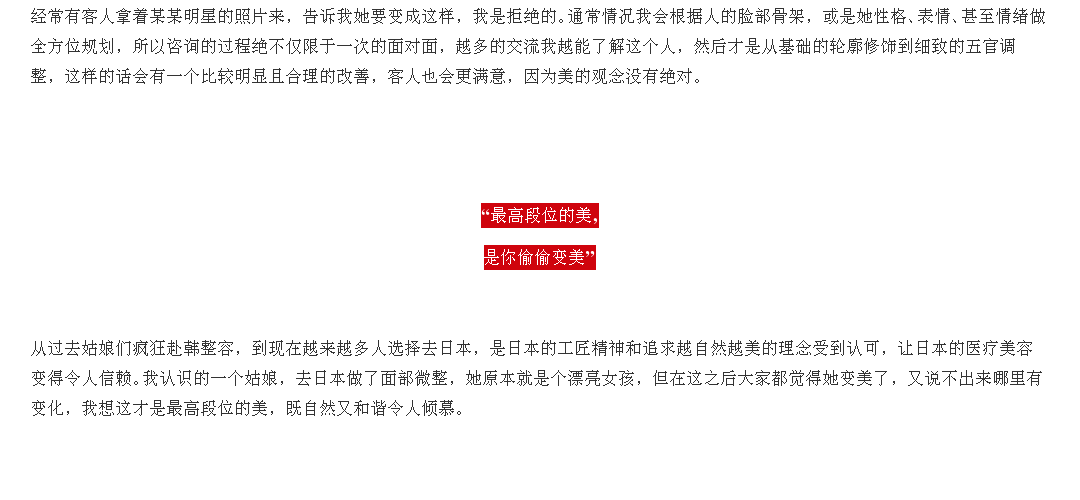 经常有客人拿着某某明星的照片来，告诉我她要变成这样，我是拒绝的。通常情况我会根据人的脸部骨架，或是她性格、表情、甚至情绪做
全方位规划，所以咨询的过程绝不仅限于一次的面对面，越多的交流我越能了解这个人，然后才是从基础的轮廓修饰到细致的五官调
整，这样的话会有一个比较明显且合理的改善，客人也会更满意，因为美的观念没有绝对。
“最高段位的美，
是你偷偷变美”
从过去姑娘们疯狂赴韩整容，到现在越来越多人选择去日本，是日本的工匠精神和追求越自然越美的理念受到认可，让日本的医疗美容
变得令人信赖。我认识的一个姑娘，去日本做了面部微整，她原本就是个漂亮女孩，但在这之后大家都觉得她变美了，又说不出来哪里有
变化，我想这才是最高段位的美，既自然又和谐令人倾慕。